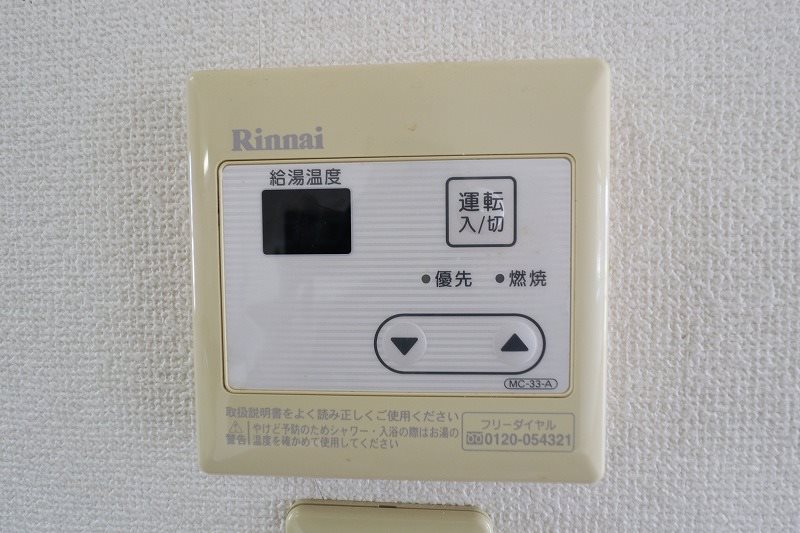 Rinnai
給湯温度
運転
入/切
優先 燃焼
▼ ▲
MC-33-A
取扱説明書をよく読み正しくご使用ください
警告 やけど予防のためシャワー・入浴の際はお湯の
温度を確かめて使用してください
フリーダイヤル
0120-054321